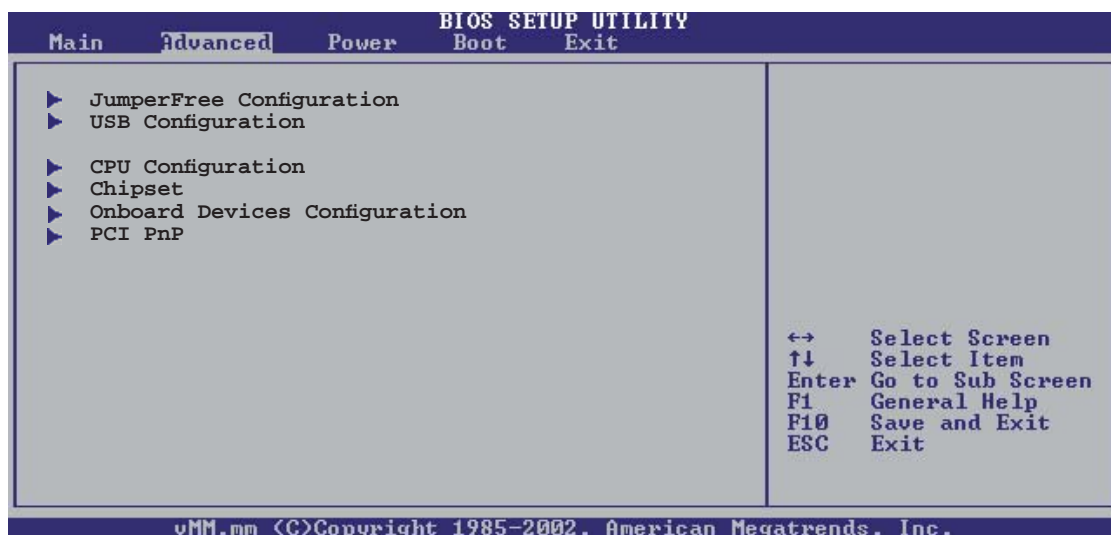 BIOS SETUP UTILITY
Main Advanced Power Boot Exit
JumperFree Configuration
USB Configuration
CPU Configuration
Chipset
Onboard Devices Configuration
PCI PnP
←→ Select Screen
↑↓ Select Item
Enter Go to Sub Screen
F1 General Help
F10 Save and Exit
ESC Exit
vMM.mm (C)Copyright 1985-2002, American Megatrends, Inc.